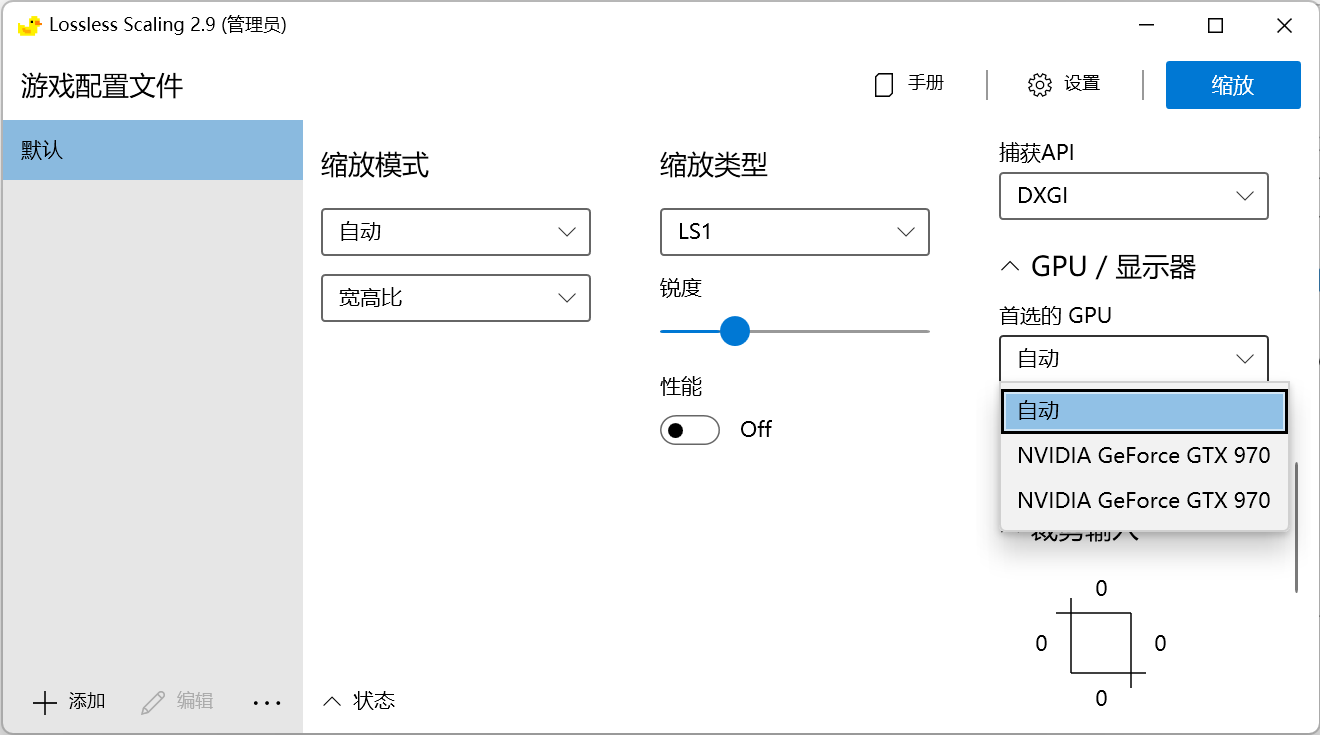 Lossless Scaling 2.9 (管理员)
游戏配置文件
手册
设置
缩放
默认
添加
编辑
缩放模式
自动
宽高比
状态
缩放类型
LS1
锐度
性能
Off
捕获API
DXGI
GPU / 显示器
首选的 GPU
自动
自动
NVIDIA GeForce GTX 970
NVIDIA GeForce GTX 970
裁剪输入
0
0
0
0